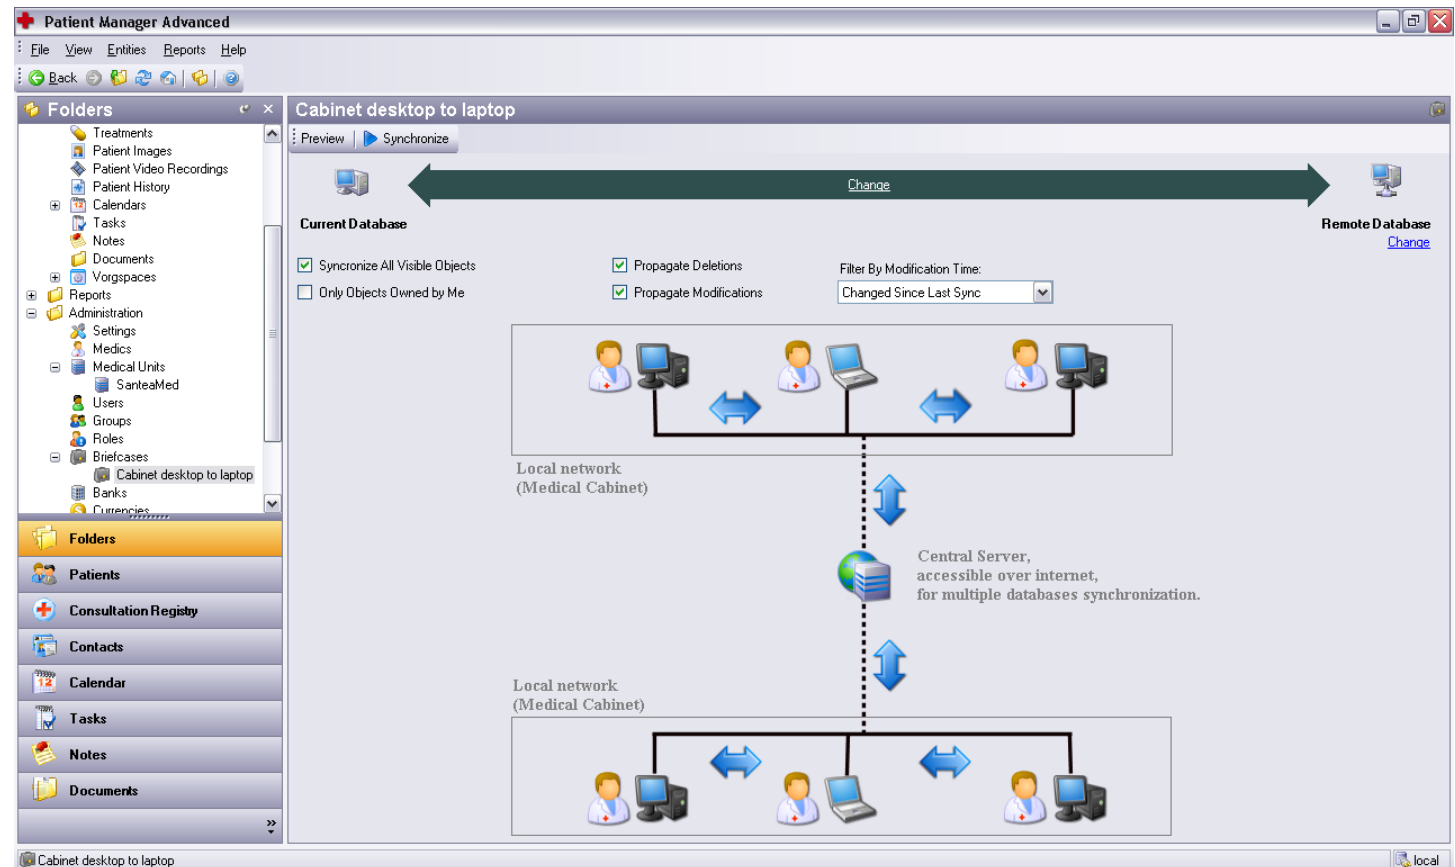 Patient Manager Advanced
File View Entities Reports Help
Back
Folders
Treatments
Patient Images
Patient Video Recordings
Patient History
Calendars
Tasks
Notes
Documents
Vorgspaces
Reports
Administration
Settings
Medics
Medical Units
SanteaMed
Users
Groups
Roles
Briefcases
Cabinet desktop to laptop
Banks
Currencies
Folders
Patients
Consultation Registry
Contacts
12
Calendar
Tasks
Notes
Documents
Cabinet desktop to laptop
Preview Synchronize
Change
Current Database
Remote Database
Change
Syncronize All Visible Objects
Propagate Deletions
Filter By Modification Time:
Only Objects Owned by Me
Propagate Modifications
Changed Since Last Sync
Local network
(Medical Cabinet)
Central Server,
accessible over internet,
for multiple databases synchronization.
Local network
(Medical Cabinet)
Cabinet desktop to laptop
local